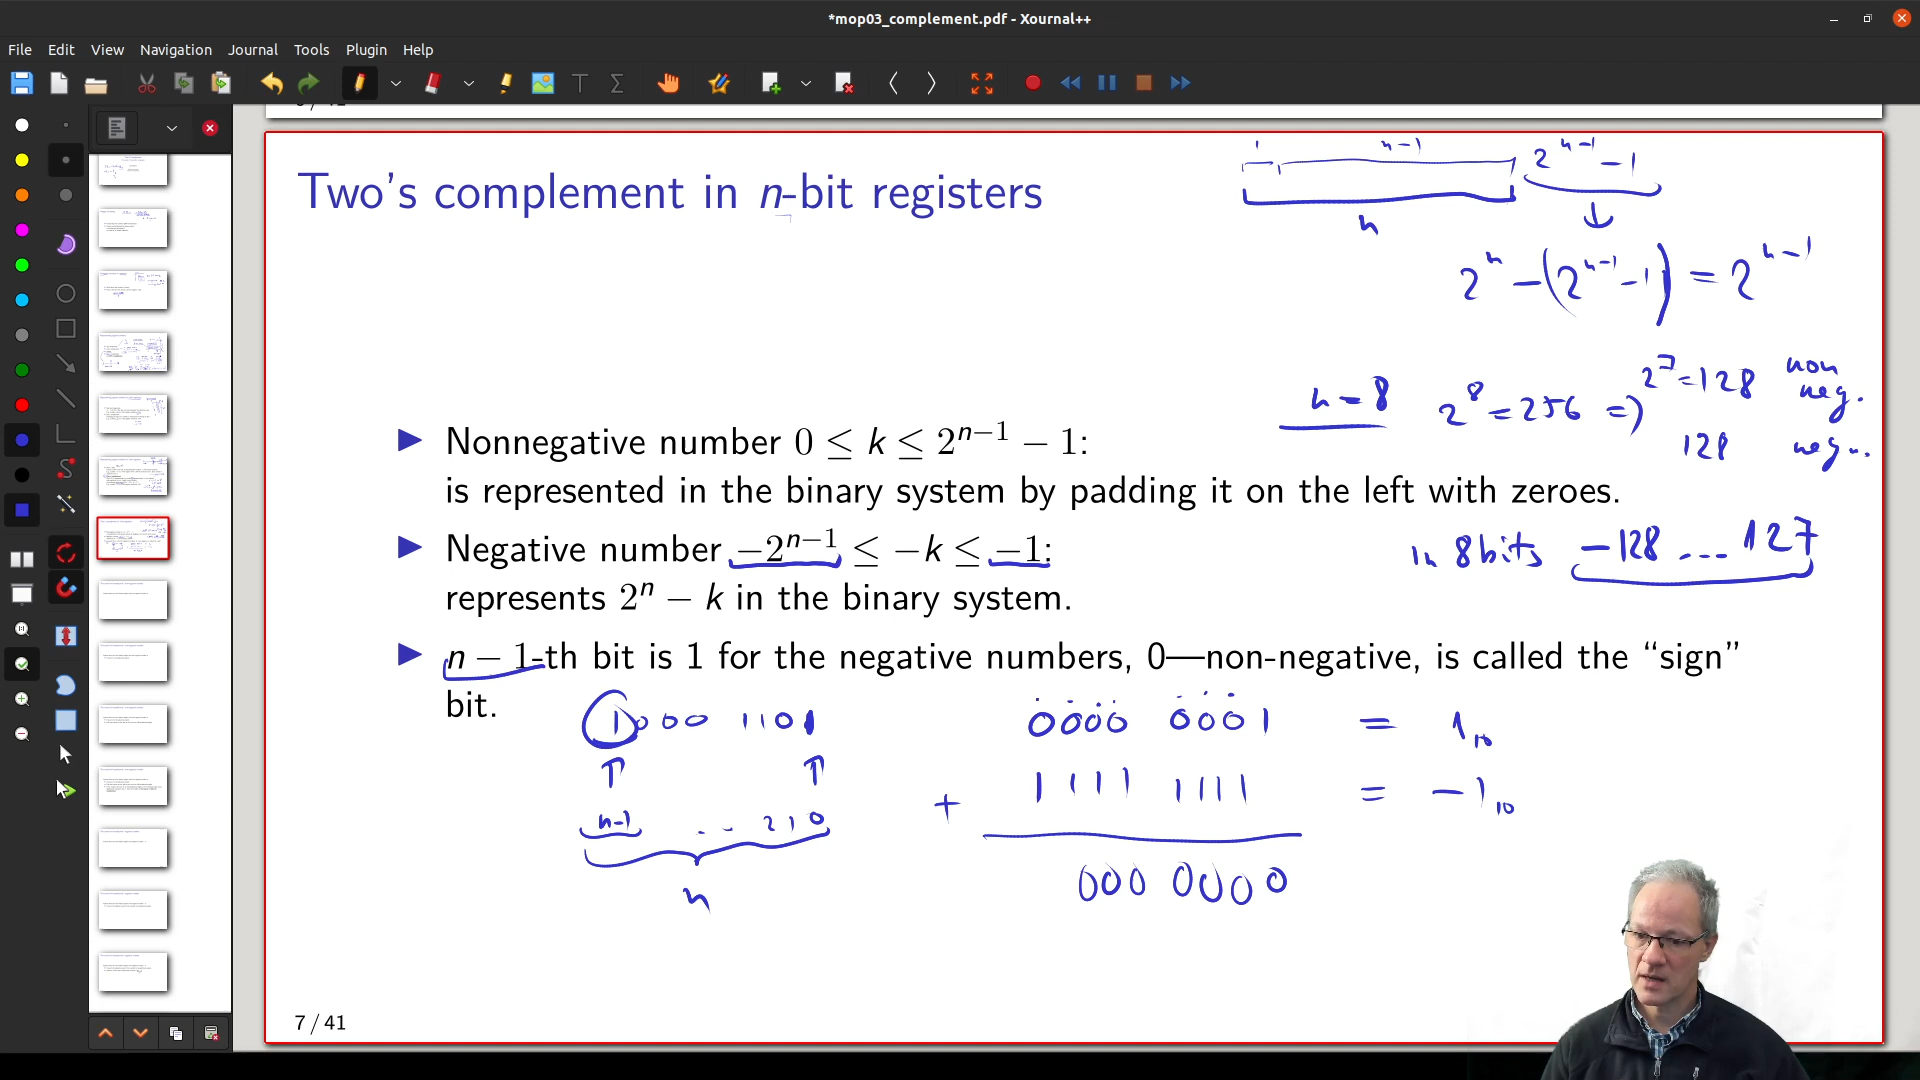 *mop03_complement.pdf - Xournal++
File Edit View Navigation Journal Tools Plugin Help
Two's complement in n-bit registers
n-1
2^{n-1} - 1
n
2^n - (2^{n-1} - 1) = 2^{n-1}
n = 8 2^8 = 256 => 2^7 = 128 non neg.
128 neg.
▶ Nonnegative number 0 ≤ k ≤ 2^{n−1} − 1:
is represented in the binary system by padding it on the left with zeroes.
▶ Negative number −2^{n−1} ≤ −k ≤ −1:
represents 2^n − k in the binary system.
in 8 bits -128 ... 127
▶ n − 1-th bit is 1 for the negative numbers, 0—non-negative, is called the “sign”
bit.
1000 1101
n-1 ... 2 1 0
n
0000 0001 = 1_{10}
+ 1111 1111 = -1_{10}
000 0000
7 / 41